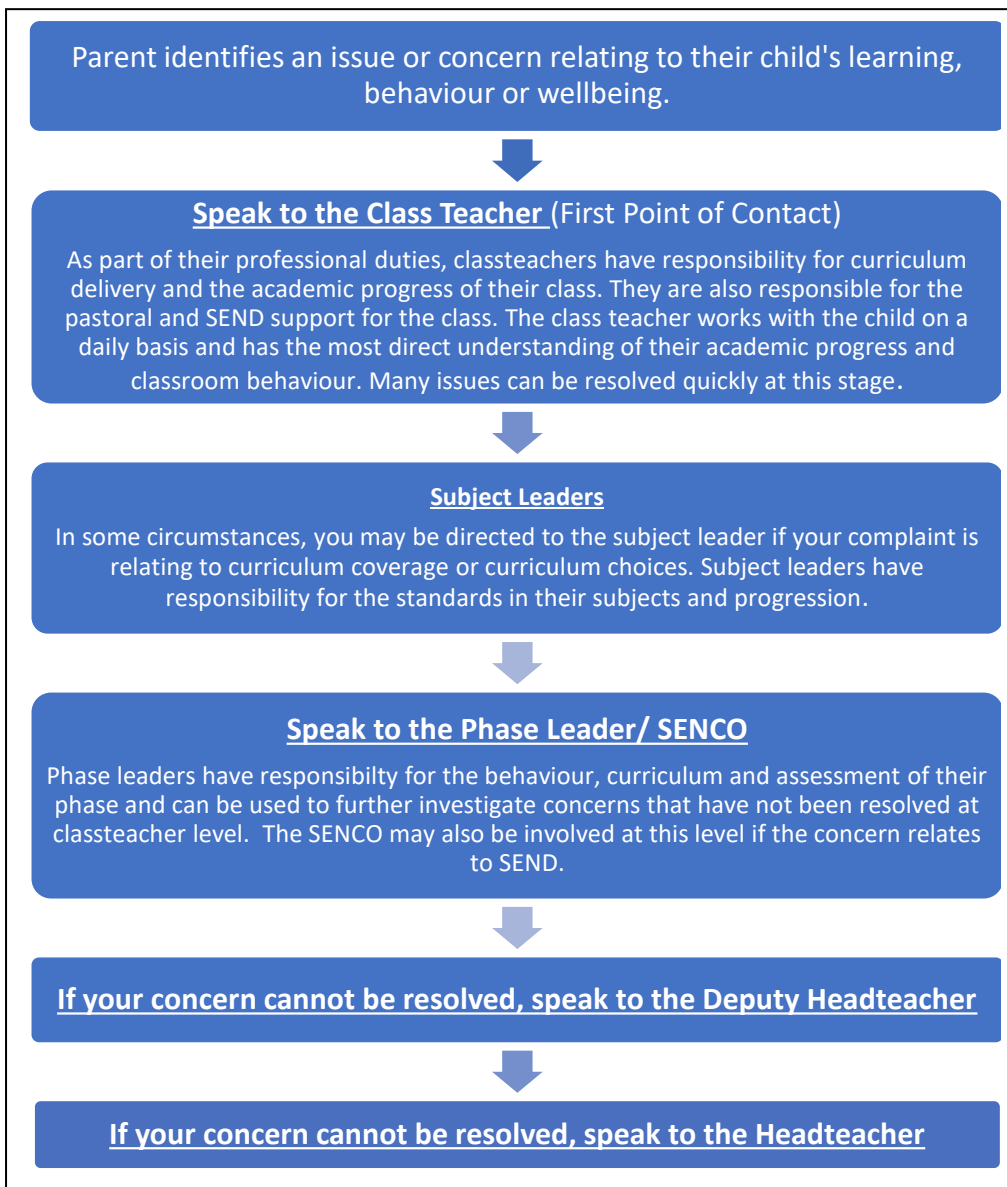 Parent identifies an issue or concern relating to their child's learning,
behaviour or wellbeing.
Speak to the Class Teacher (First Point of Contact)
As part of their professional duties, classteachers have responsibility for curriculum
delivery and the academic progress of their class. They are also responsible for the
pastoral and SEND support for the class. The class teacher works with the child on a
daily basis and has the most direct understanding of their academic progress and
classroom behaviour. Many issues can be resolved quickly at this stage.
Subject Leaders
In some circumstances, you may be directed to the subject leader if your complaint is
relating to curriculum coverage or curriculum choices. Subject leaders have
responsibility for the standards in their subjects and progression.
Speak to the Phase Leader/ SENCO
Phase leaders have responsibilty for the behaviour, curriculum and assessment of their
phase and can be used to further investigate concerns that have not been resolved at
classteacher level.  The SENCO may also be involved at this level if the concern relates
to SEND.
If your concern cannot be resolved, speak to the Deputy Headteacher
If your concern cannot be resolved, speak to the Headteacher